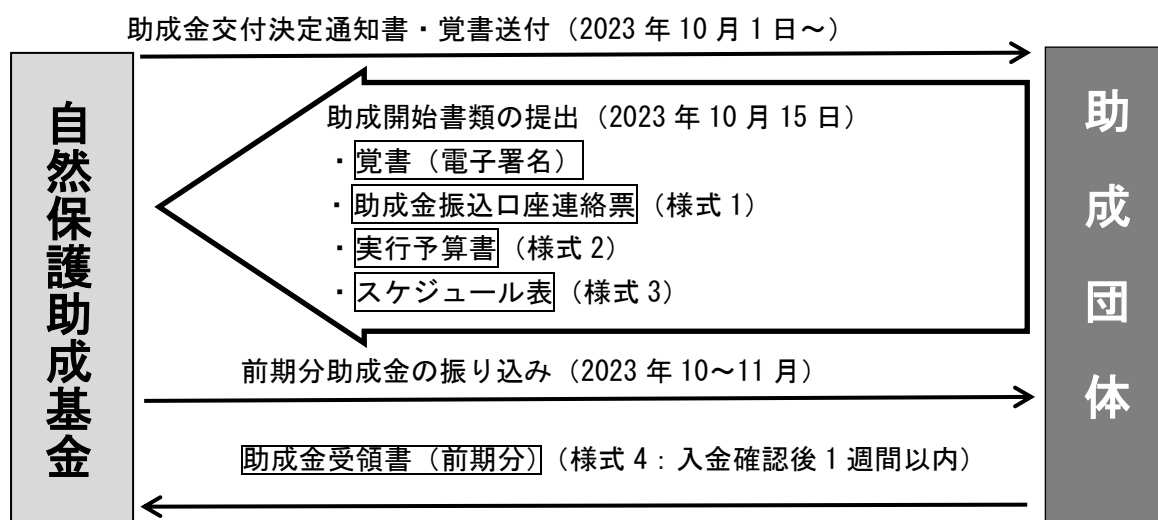 助成金交付決定通知書・覚書送付（2023 年 10 月 1 日～）
自然保護助成基金
助成団体
助成開始書類の提出（2023 年 10 月 15 日）
・覚書（電子署名）
・助成金振込口座連絡票（様式 1）
・実行予算書（様式 2）
・スケジュール表（様式 3）
前期分助成金の振り込み（2023 年 10～11 月）
助成金受領書（前期分）（様式 4：入金確認後 1 週間以内）